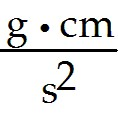 g • cm
s²